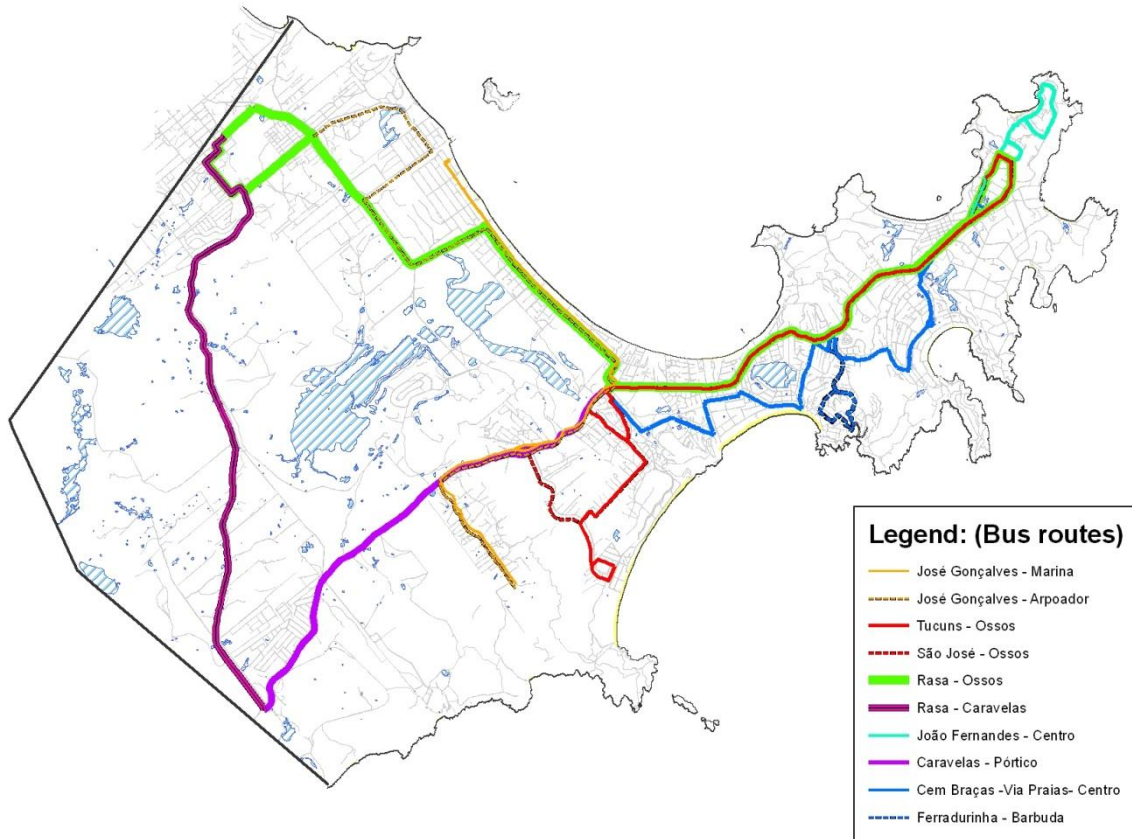 Legend: (Bus routes)
José Gonçalves - Marina
José Gonçalves - Arpoador
Tucuns - Ossos
São José - Ossos
Rasa - Ossos
Rasa - Caravelas
João Fernandes - Centro
Caravelas - Pórtico
Cem Braças -Via Praias- Centro
Ferradurinha - Barbuda